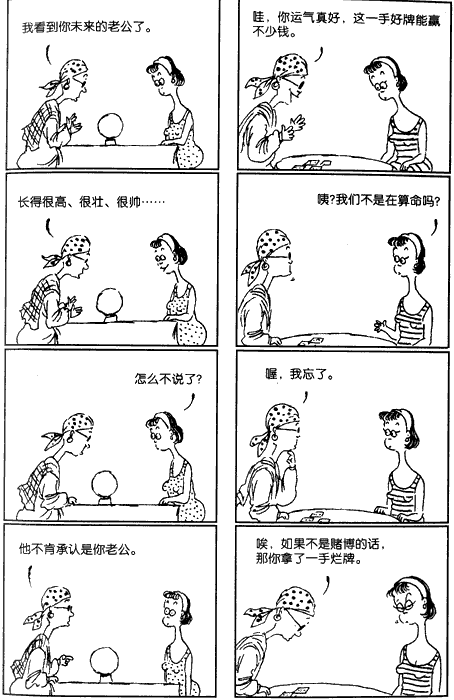 我看到你未来的老公了。
长得很高、很壮、很帅……
怎么不说了?
他不肯承认是你老公。
哇，你运气真好，这一手好牌能赢
不少钱。
咦?我们不是在算命吗?
喔，我忘了。
唉，如果不是赌博的话，
那你拿了一手烂牌。